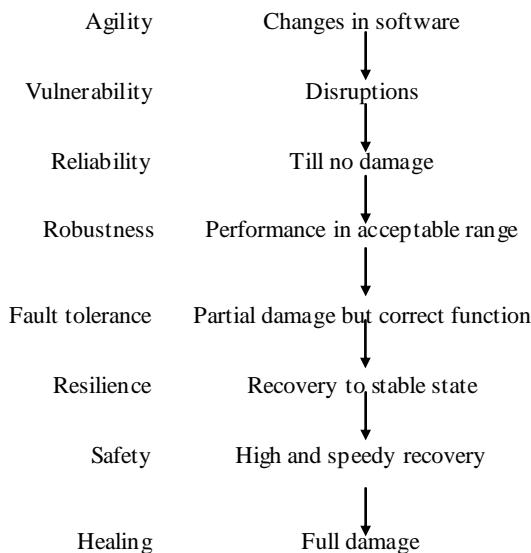 Agility Changes in software
Vulnerability Disruptions
Reliability Till no damage
Robustness Performance in acceptable range
Fault tolerance Partial damage but correct function
Resilience Recovery to stable state
Safety High and speedy recovery
Healing Full damage